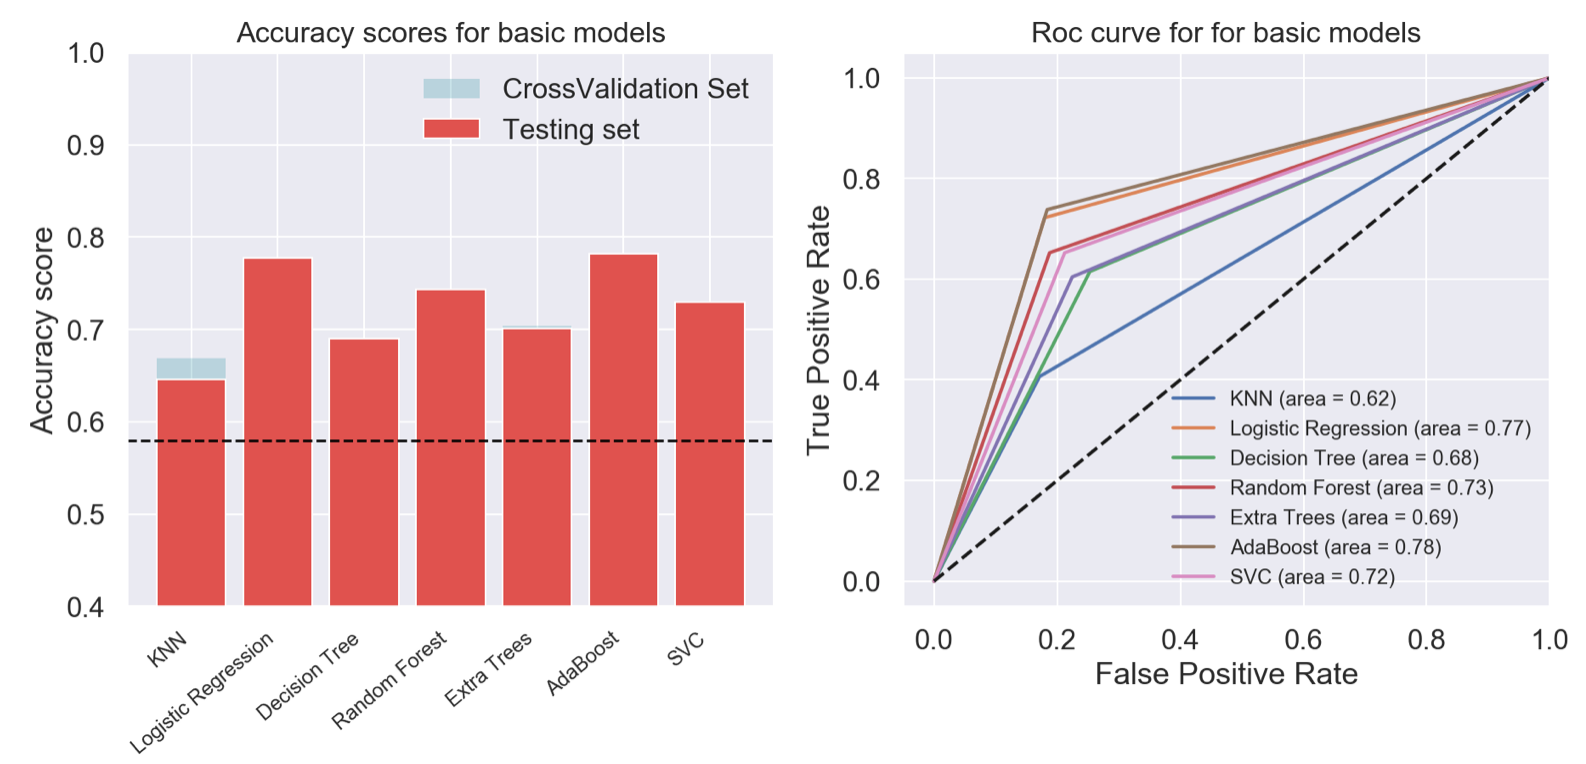 Accuracy scores for basic models
1.0
0.9
0.8
0.7
0.6
0.5
0.4
Accuracy score
CrossValidation Set
Testing set
KNN
Logistic Regression
Decision Tree
Random Forest
Extra Trees
AdaBoost
SVC
Roc curve for for basic models
1.0
0.8
0.6
0.4
0.2
0.0
True Positive Rate
KNN (area = 0.62)
Logistic Regression (area = 0.77)
Decision Tree (area = 0.68)
Random Forest (area = 0.73)
Extra Trees (area = 0.69)
AdaBoost (area = 0.78)
SVC (area = 0.72)
0.0 0.2 0.4 0.6 0.8 1.0
False Positive Rate